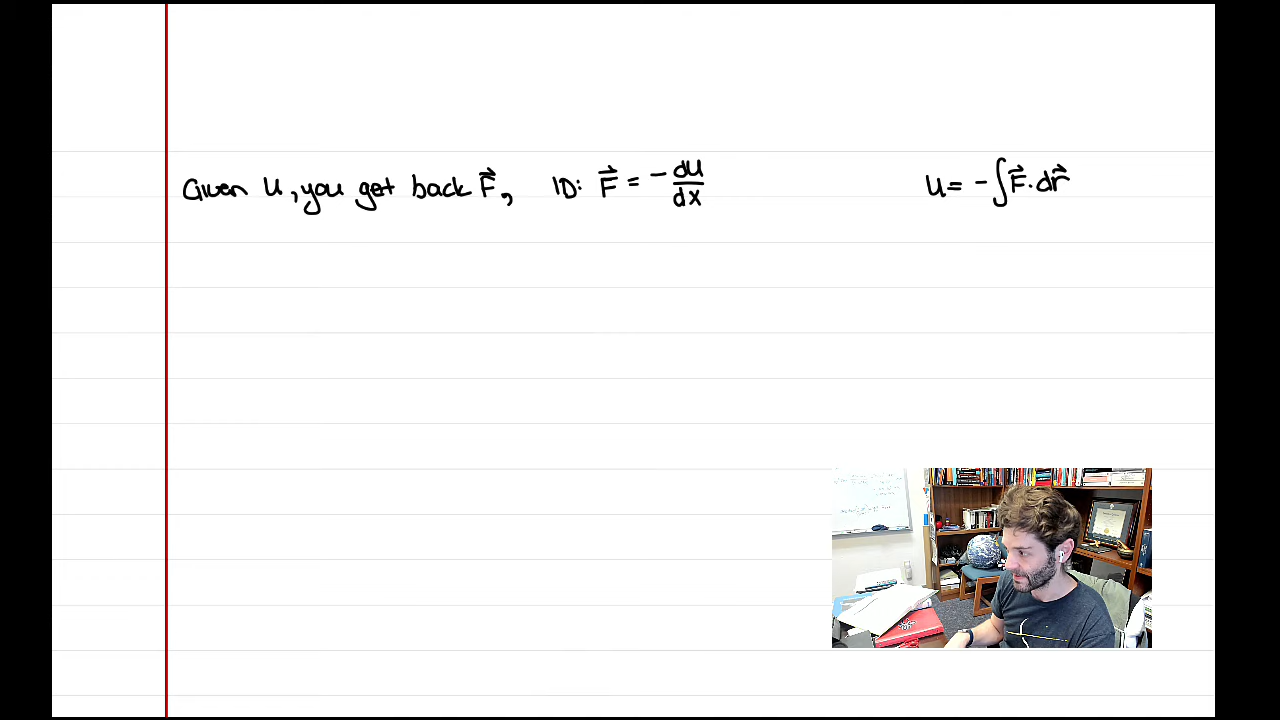 Given U, you get back F⃗, 1D: F⃗ = -dU/dx U = -∫F⃗·dr⃗